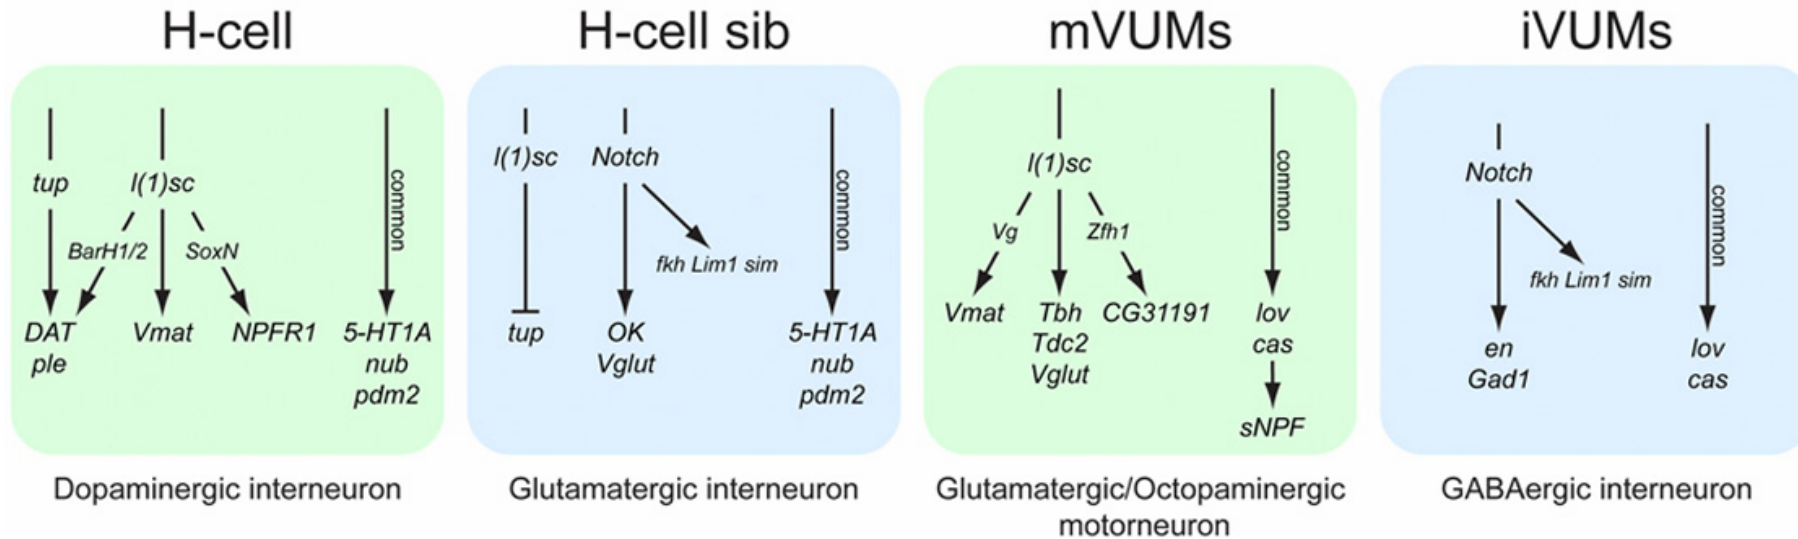 H-cell
tup
l(1)sc
common
BarH1/2
SoxN
DAT
ple
Vmat
NPFR1
5-HT1A
nub
pdm2
Dopaminergic interneuron
H-cell sib
l(1)sc
Notch
common
fkh Lim1 sim
tup
OK
Vglut
5-HT1A
nub
pdm2
Glutamatergic interneuron
mVUMs
l(1)sc
common
Vg
Zfh1
Vmat
Tbh
Tdc2
Vglut
CG31191
lov
cas
sNPF
Glutamatergic/Octopaminergic
motorneuron
iVUMs
Notch
common
fkh Lim1 sim
en
Gad1
lov
cas
GABAergic interneuron